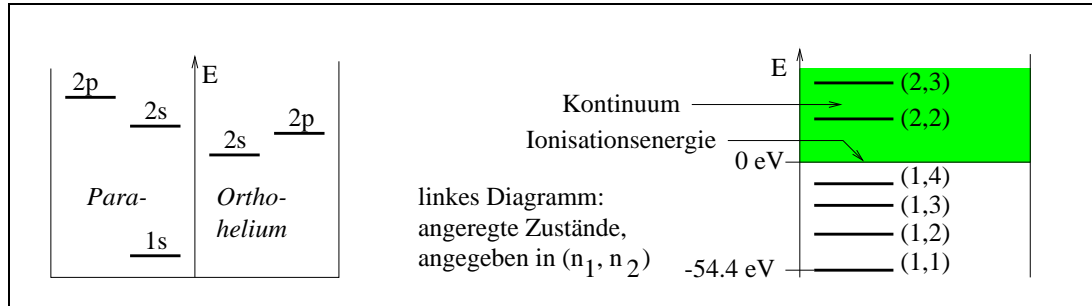 E
2p
2s
2p
2s
Para-
Ortho-
helium
1s
linkes Diagramm:
angeregte Zustände,
angegeben in (n1, n2)
E
Kontinuum
Ionisationsenergie
0 eV
-54.4 eV
(2,3)
(2,2)
(1,4)
(1,3)
(1,2)
(1,1)